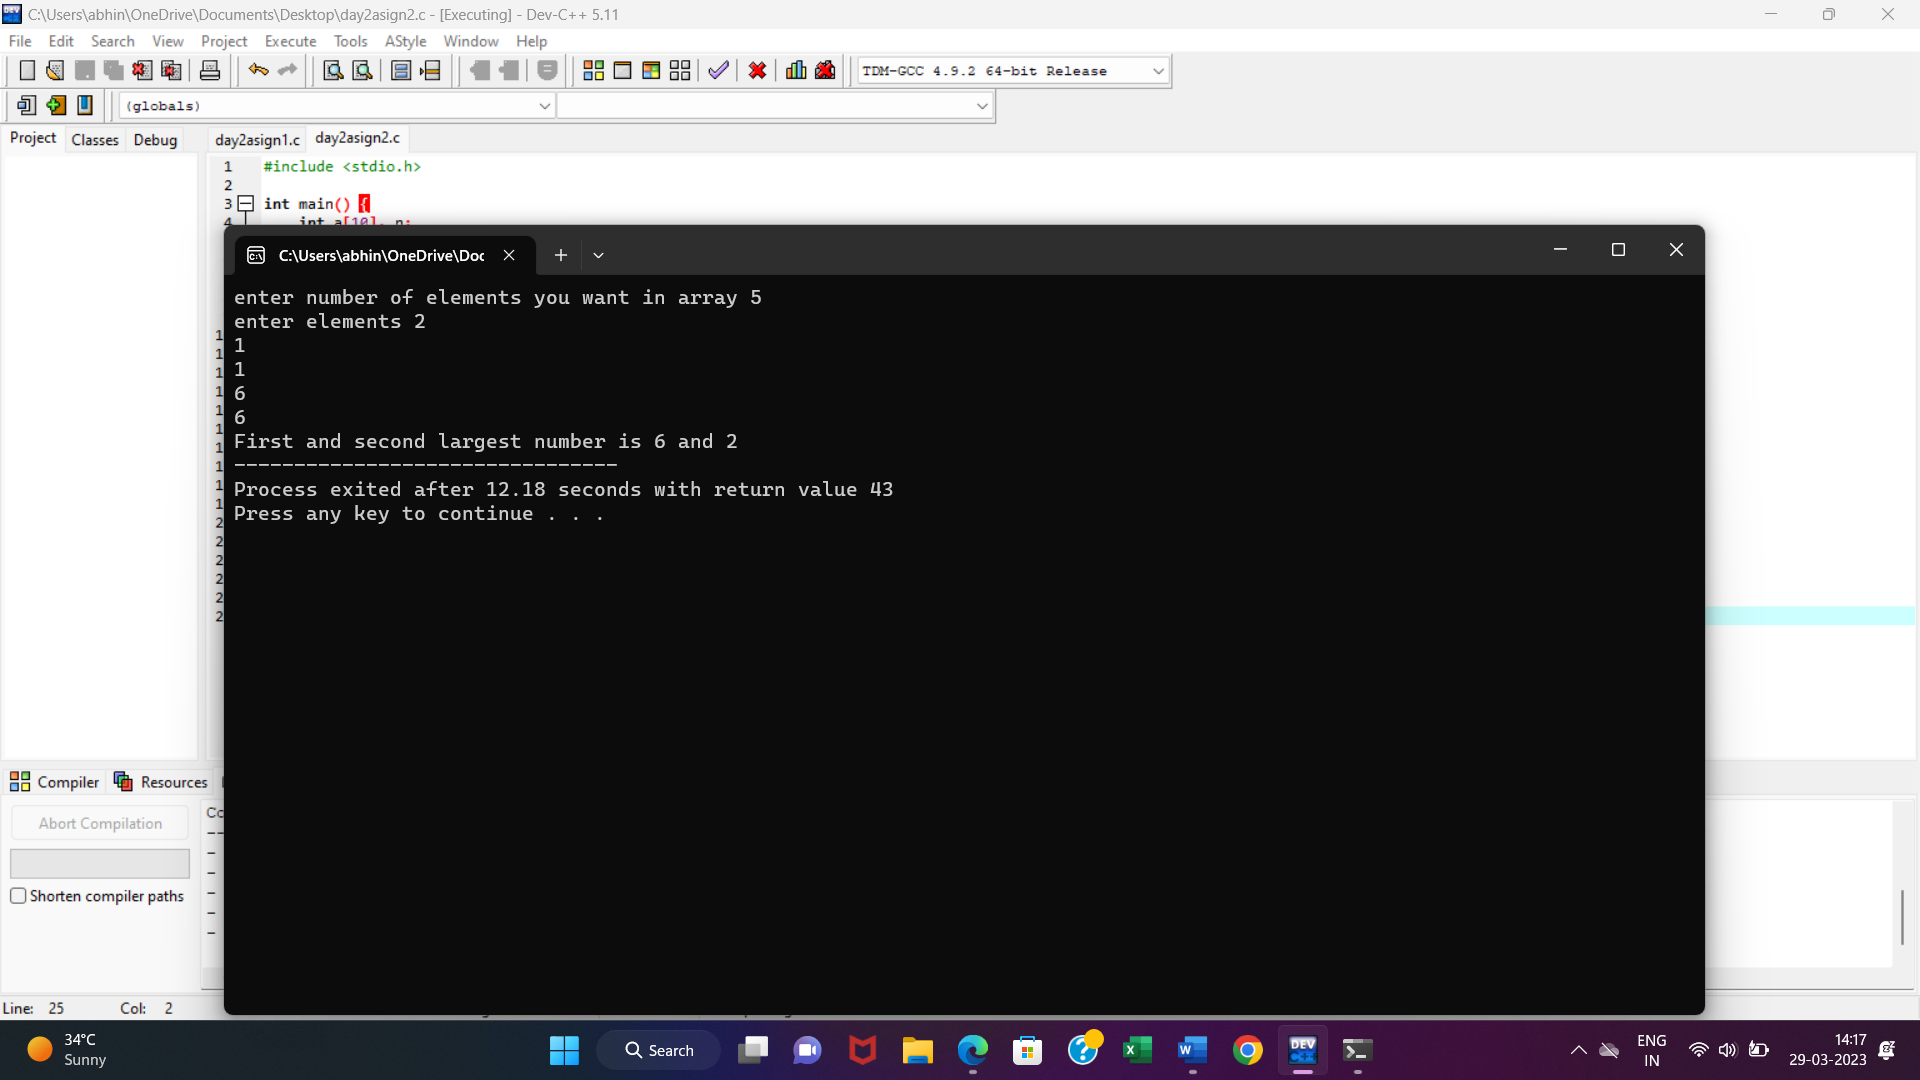 C:\Users\abhin\OneDrive\Documents\Desktop\day2asign2.c - [Executing] - Dev-C++ 5.11
File Edit Search View Project Execute Tools AStyle Window Help
TDM-GCC 4.9.2 64-bit Release
(globals)
Project Classes Debug day2asign1.c day2asign2.c
1 #include <stdio.h>
2
3 int main() {
4 int a[10], n;
C:\Users\abhin\OneDrive\Doc
enter number of elements you want in array 5
enter elements 2
1
1
6
6
First and second largest number is 6 and 2
--------------------------------
Process exited after 12.18 seconds with return value 43
Press any key to continue . . .
Compiler Resources
Abort Compilation
Shorten compiler paths
Line: 25 Col: 2
34°C
Sunny
Search
ENG
IN
14:17
29-03-2023